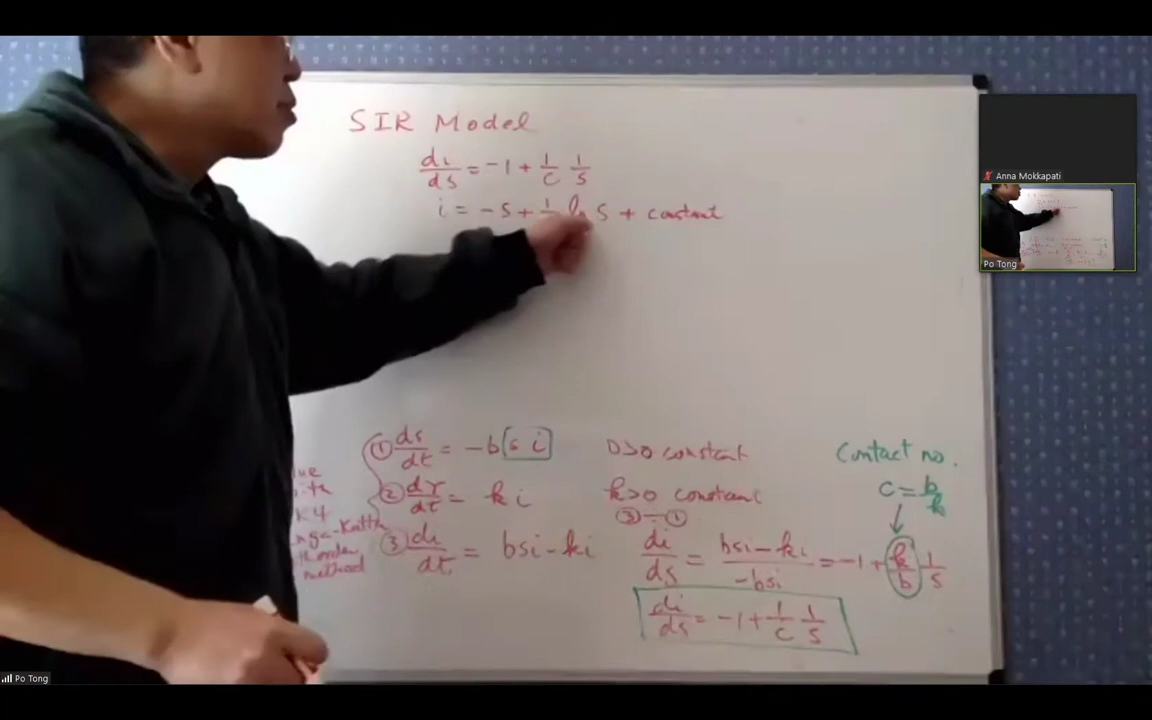 SIR Model
di/ds = -1 + 1/c 1/s
i = -s + 1/ ln s + constant
① ds/dt = -b s i
b>0 constant
② dr/dt = k i
k>0 constant
③ di/dt = bsi - ki
③ — ①
di/ds = (bsi - ki)/(-bsi) = -1 + k/b 1/s
di/ds = -1 + 1/c 1/s
Contact no.
c = b/k
method
Anna Mokkapati
Po Tong
Po Tong